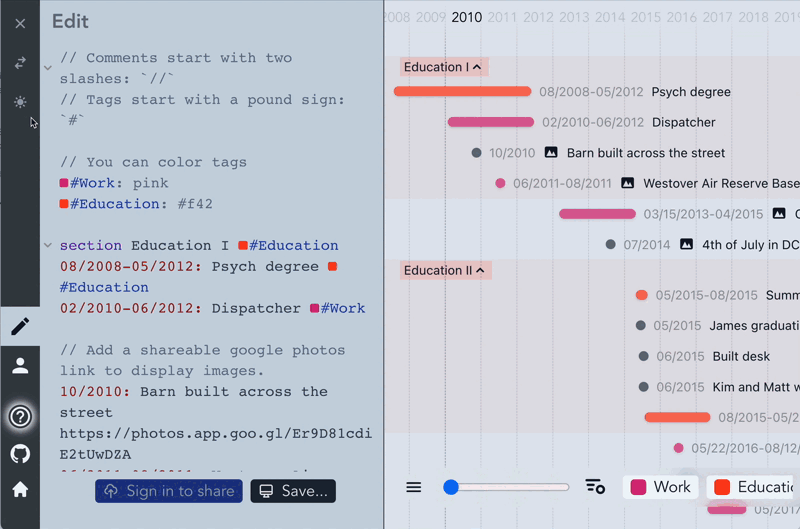 Edit
// Comments start with two
slashes: `//`
// Tags start with a pound sign:
`#`
// You can color tags
#Work: pink
#Education: #f42
section Education I #Education
08/2008-05/2012: Psych degree
#Education
02/2010-06/2012: Dispatcher #Work
// Add a shareable google photos
link to display images.
10/2010: Barn built across the
street
https://photos.app.goo.gl/Er9D81cdi
E2tUwDZA
Sign in to share
Save...
2008 2009 2010 2011 2012 2013 2014 2015 2016 2017 2018 2019
Education I
08/2008-05/2012 Psych degree
02/2010-06/2012 Dispatcher
10/2010 Barn built across the street
06/2011-08/2011 Westover Air Reserve Base
03/15/2013-04/2015
07/2014 4th of July in DC
Education II
05/2015-08/2015 Summ
05/2015 James graduati
06/2015 Built desk
06/2015 Kim and Matt w
08/2015-05/2
05/22/2016-08/12/
05/2017
Work
Educatic